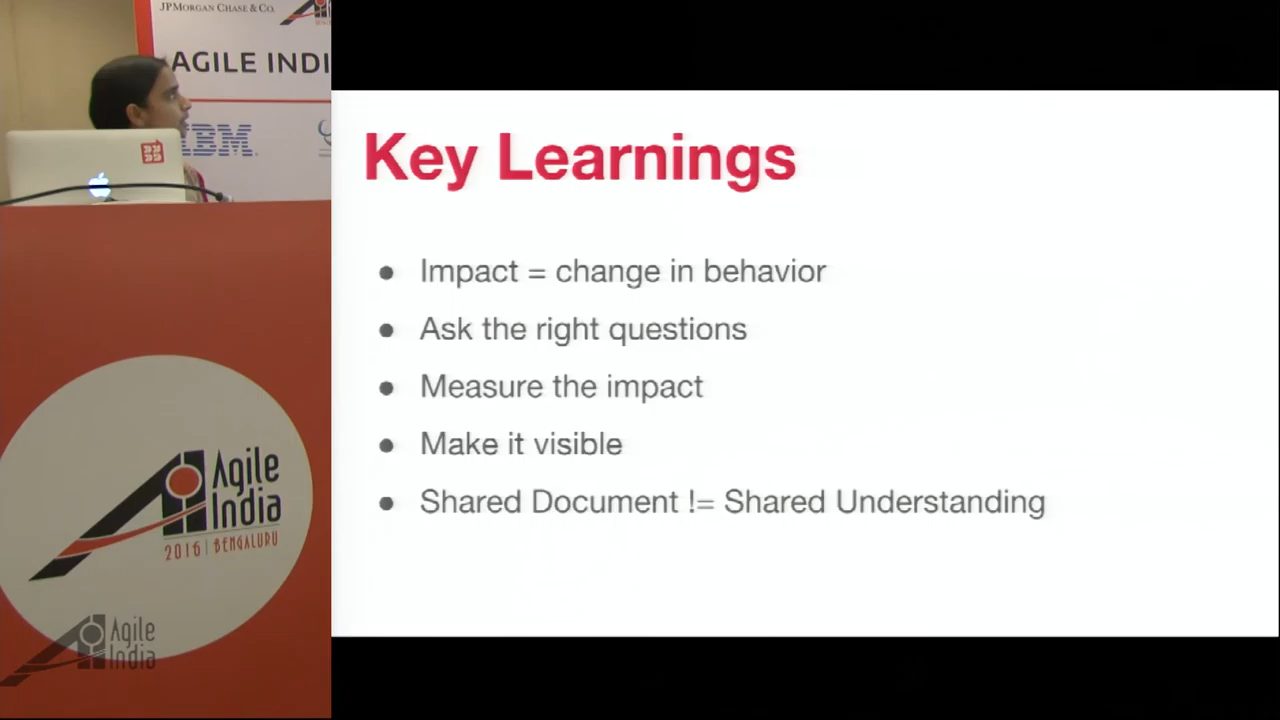 JPMORGAN CHASE & CO.
AGILE INDI
IBM
Key Learnings
Impact = change in behavior
Ask the right questions
Measure the impact
Make it visible
Shared Document != Shared Understanding
Agile
India
2016 | BENGALURU
Agile
India